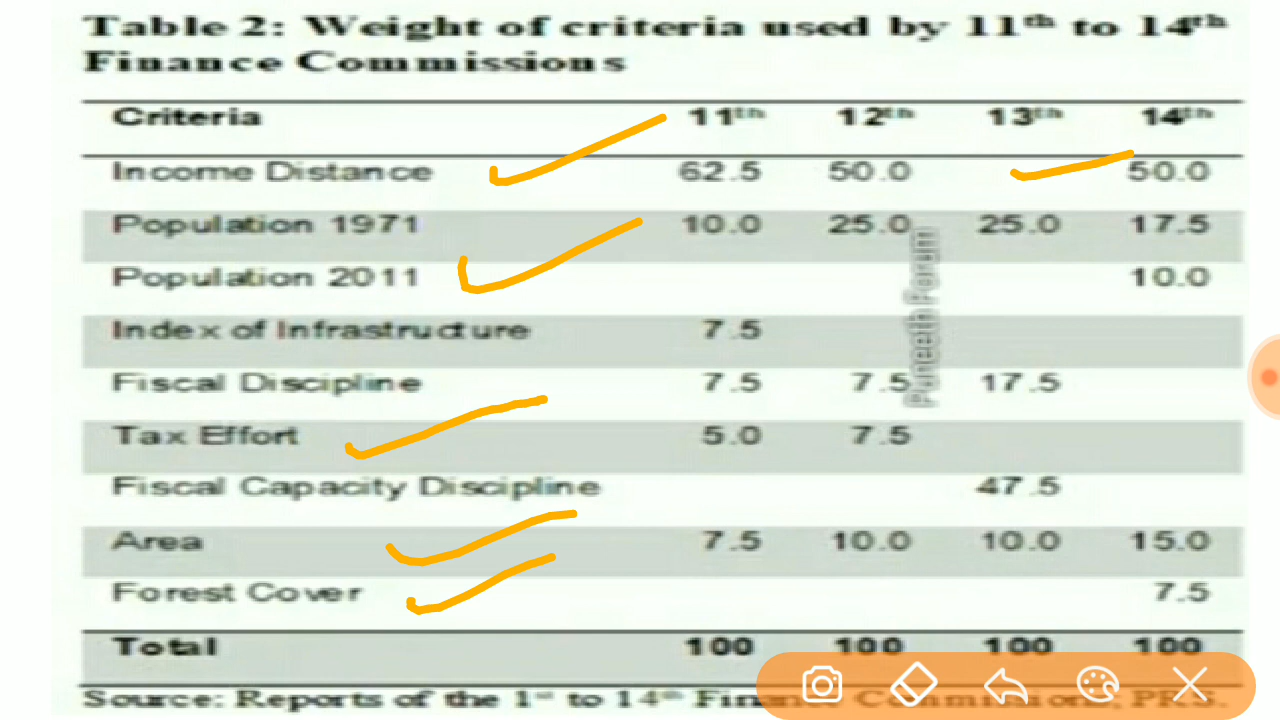 Table 2: Weight of criteria used by 11th to 14th
Finance Commissions
Criteria 11th 12th 13th 14th
Income Distance 62.5 50.0 50.0
Population 1971 10.0 25.0 25.0 17.5
Population 2011 10.0
Index of Infrastructure 7.5
Fiscal Discipline 7.5 7.5 17.5
Tax Effort 5.0 7.5
Fiscal Capacity Discipline 47.5
Area 7.5 10.0 10.0 15.0
Forest Cover 7.5
Total 100 100 100 100
Source: Reports of the 1st to 14th Finance Commissions; PRS.
Puneeth Forum